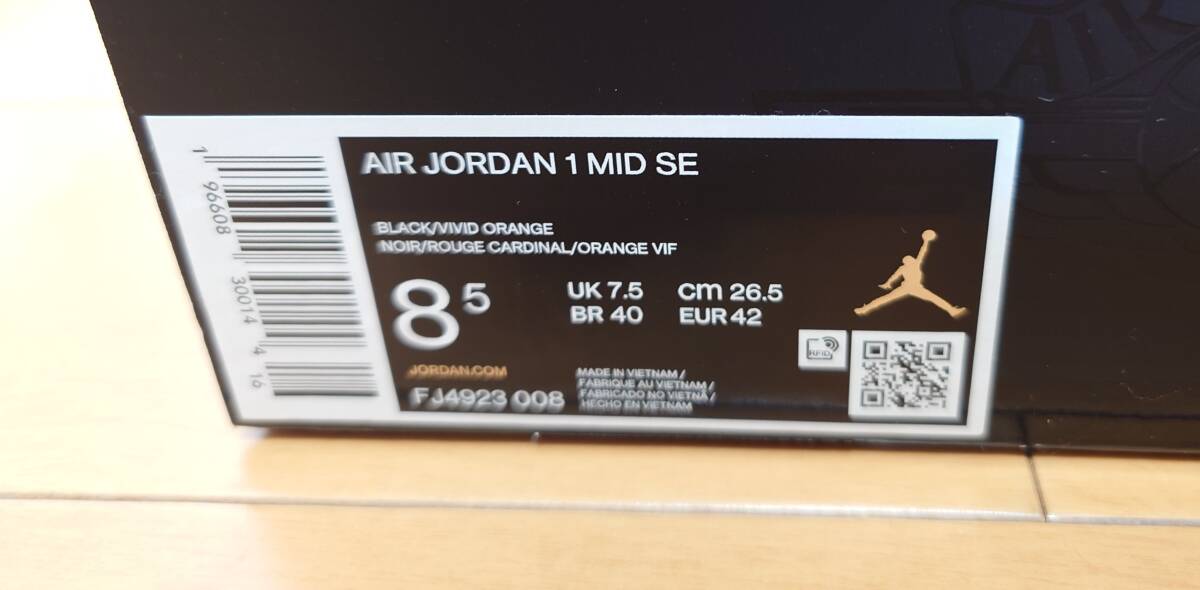 AIR
AIR JORDAN 1 MID SE
BLACK/VIVID ORANGE
NOIR/ROUGE CARDINAL/ORANGE VIF
8 5
UK 7.5 cm 26.5
BR 40 EUR 42
RFID
JORDAN.COM
FJ4923 008
MADE IN VIETNAM /
FABRIQUE AU VIETNAM /
FABRICADO NO VIETNÃ /
HECHO EN VIETNAM
1 96608 30014 4 16